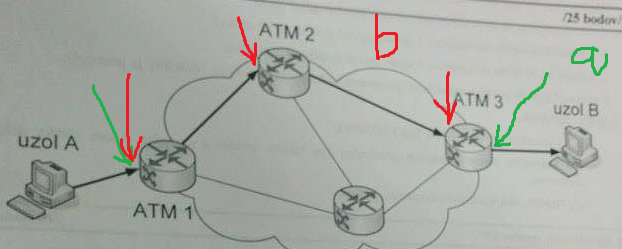 /25 bodov/
ATM 2
b
a
ATM 3
uzol B
uzol A
ATM 1